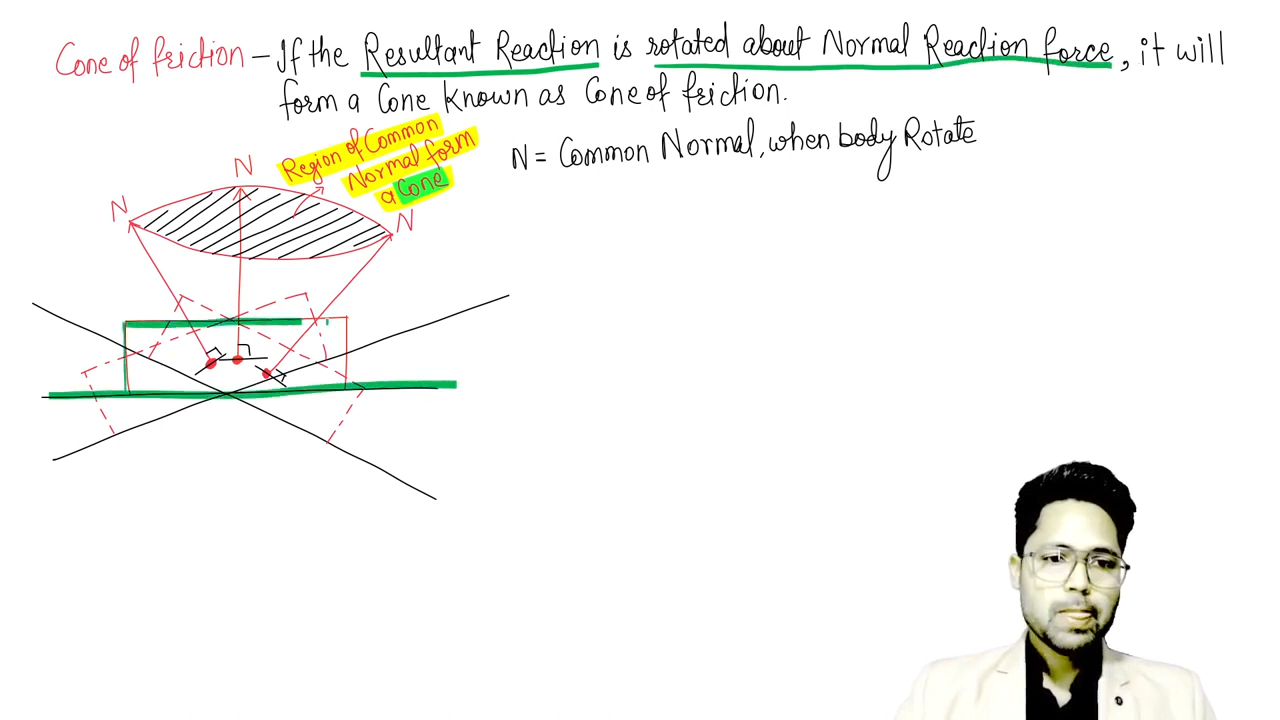 Cone of friction – If the Resultant Reaction is rotated about Normal Reaction force, it will
form a Cone known as Cone of friction.
N = Common Normal, when body Rotate
Region of Common
Normal form
a Cone
N
N
N